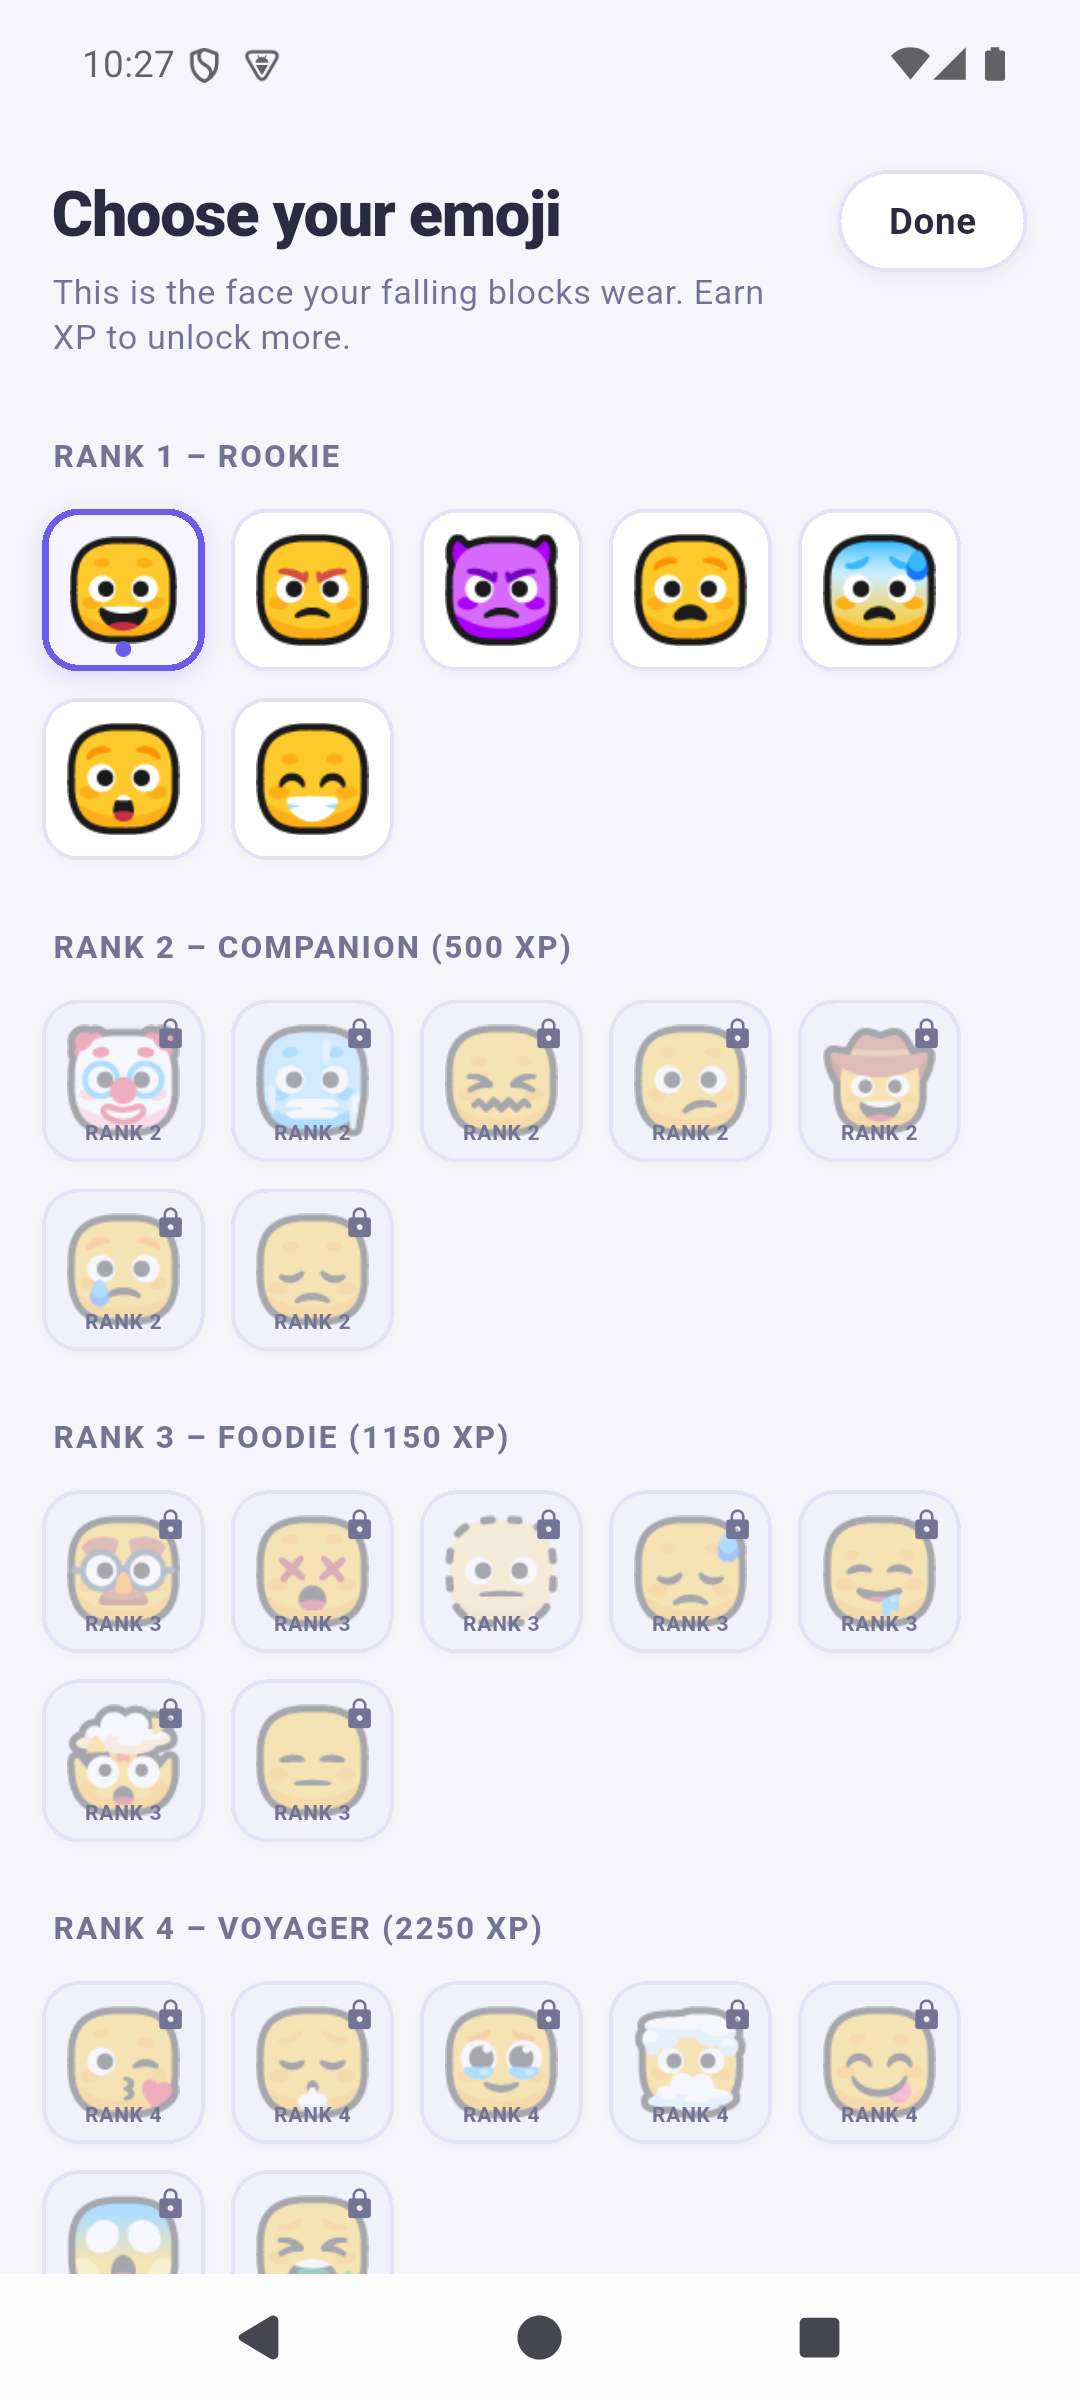 10:27
Choose your emoji
Done
This is the face your falling blocks wear. Earn
XP to unlock more.
RANK 1 – ROOKIE
RANK 2 – COMPANION (500 XP)
RANK 2 RANK 2 RANK 2 RANK 2 RANK 2
RANK 2 RANK 2
RANK 3 – FOODIE (1150 XP)
RANK 3 RANK 3 RANK 3 RANK 3 RANK 3
RANK 3 RANK 3
RANK 4 – VOYAGER (2250 XP)
RANK 4 RANK 4 RANK 4 RANK 4 RANK 4